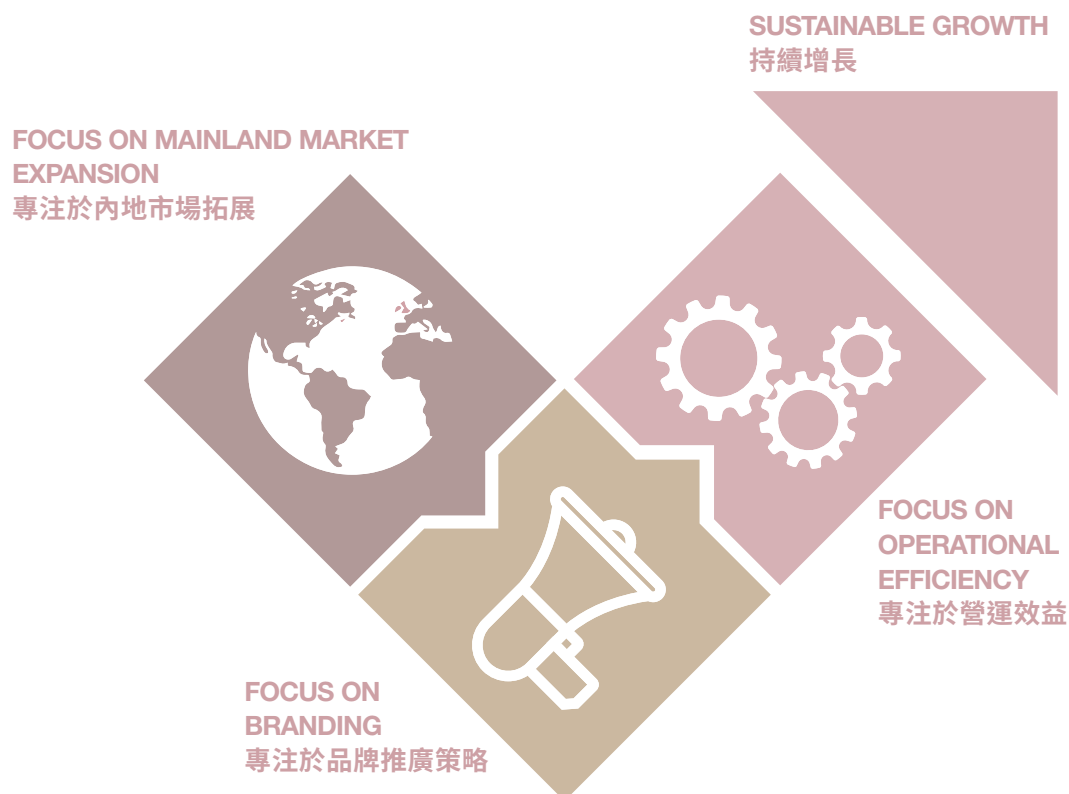 SUSTAINABLE GROWTH
持續增長
FOCUS ON MAINLAND MARKET
EXPANSION
專注於內地市場拓展
FOCUS ON
OPERATIONAL
EFFICIENCY
專注於營運效益
FOCUS ON
BRANDING
專注於品牌推廣策略